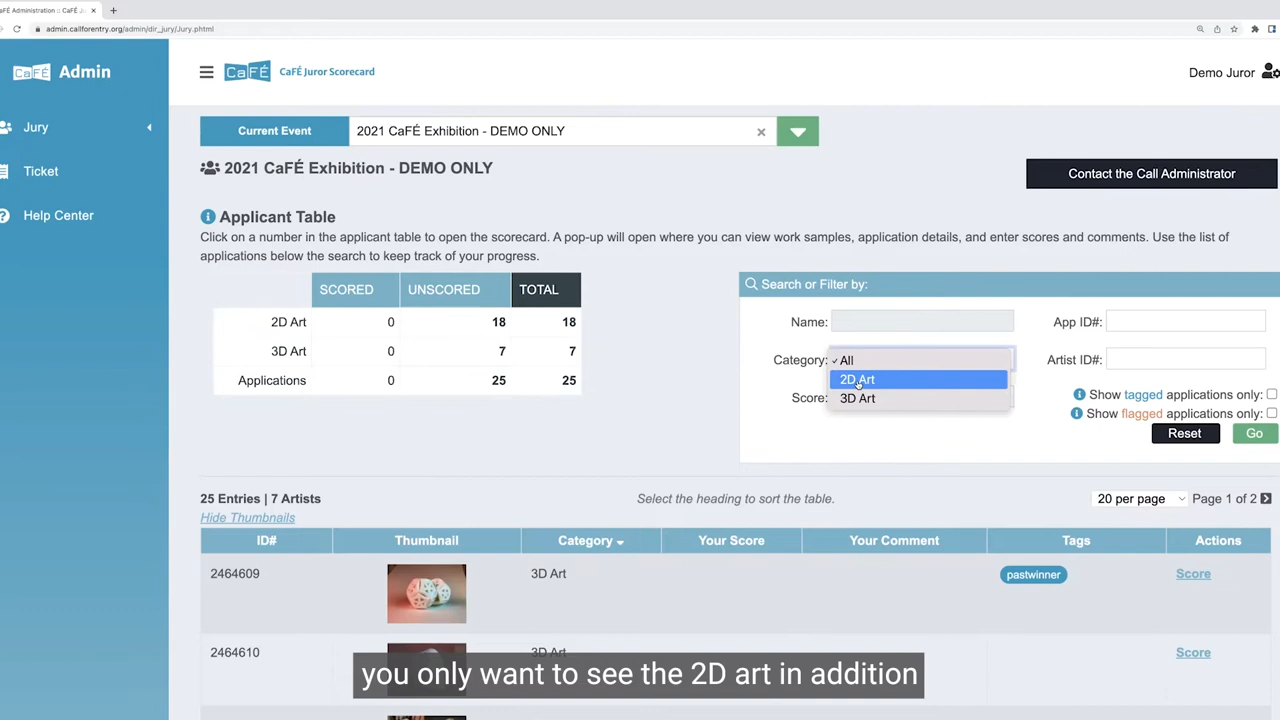 CaFÉ Administration :: CaFÉ J
admin.callforentry.org/admin/dir_jury/Jury.phtml
CaFÉ Admin
CaFÉ CaFÉ Juror Scorecard
Demo Juror
Jury
Ticket
Help Center
Current Event
2021 CaFÉ Exhibition - DEMO ONLY
2021 CaFÉ Exhibition - DEMO ONLY
Contact the Call Administrator
Applicant Table
Click on a number in the applicant table to open the scorecard. A pop-up will open where you can view work samples, application details, and enter scores and comments. Use the list of
applications below the search to keep track of your progress.
SCORED UNSCORED TOTAL
2D Art 0 18 18
3D Art 0 7 7
Applications 0 25 25
Search or Filter by:
Name: App ID#:
Category: ✓ All Artist ID#:
2D Art
3D Art
Score:
Show tagged applications only:
Show flagged applications only:
Reset Go
25 Entries | 7 Artists
Select the heading to sort the table.
20 per page Page 1 of 2
Hide Thumbnails
ID# Thumbnail Category Your Score Your Comment Tags Actions
2464609 3D Art pastwinner Score
2464610 3D Art Score
you only want to see the 2D art in addition